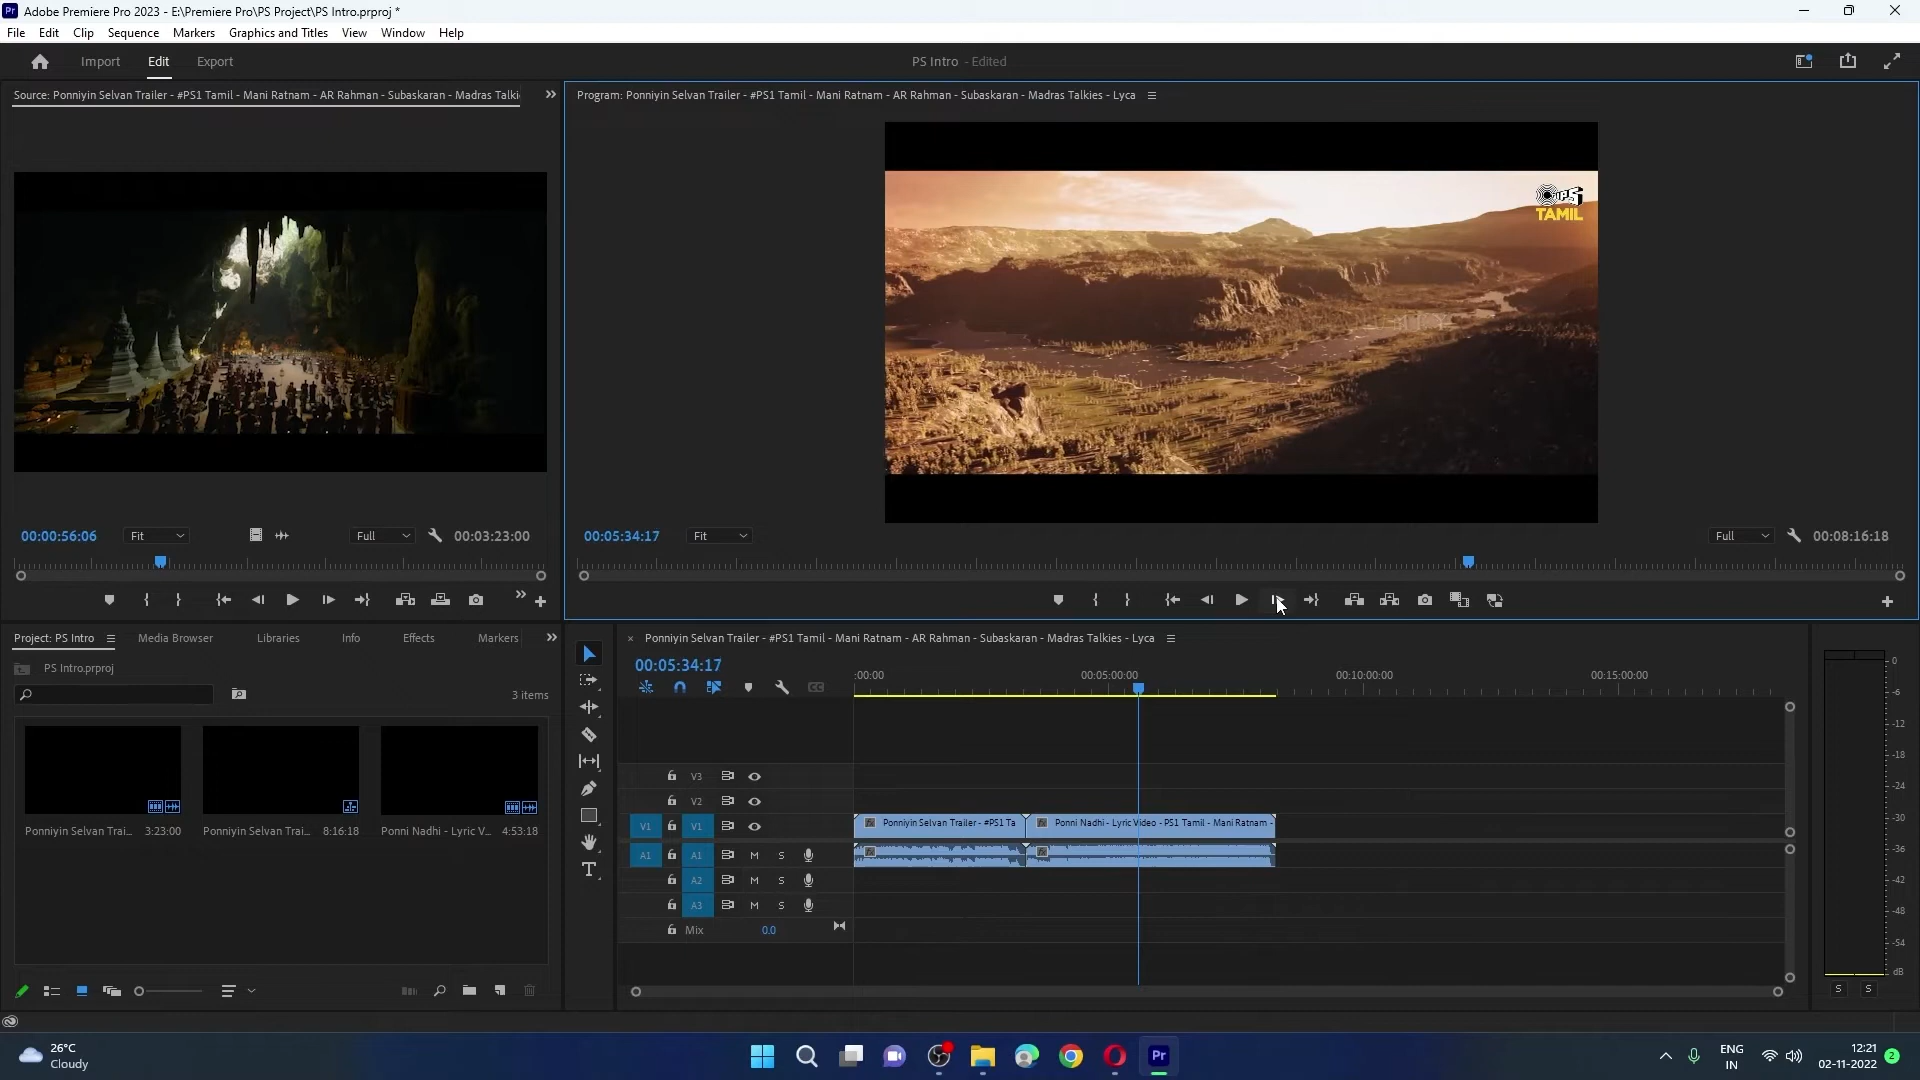 Adobe Premiere Pro 2023 - E:\Premiere Pro\PS Project\PS Intro.prproj *
File Edit Clip Sequence Markers Graphics and Titles View Window Help
Import Edit Export
PS Intro - Edited
Source: Ponniyin Selvan Trailer - #PS1 Tamil - Mani Ratnam - AR Rahman - Subaskaran - Madras Talki
Program: Ponniyin Selvan Trailer - #PS1 Tamil - Mani Ratnam - AR Rahman - Subaskaran - Madras Talkies - Lyca
TAMIL
00:00:56:06 Fit Full 00:03:23:00
00:05:34:17 Fit Full 00:08:16:18
Project: PS Intro Media Browser Libraries Info Effects Markers
PS Intro.prproj
3 items
Ponniyin Selvan Trai... 3:23:00
Ponniyin Selvan Trai... 8:16:18
Ponni Nadhi - Lyric V... 4:53:18
Ponniyin Selvan Trailer - #PS1 Tamil - Mani Ratnam - AR Rahman - Subaskaran - Madras Talkies - Lyca
00:05:34:17
:00:00 00:05:00:00 00:10:00:00 00:15:00:00
V3
V2
V1 V1
Ponniyin Selvan Trailer - #PS1 Ta
Ponni Nadhi - Lyric Video - PS1 Tamil - Mani Ratnam -
A1 A1 M S
A2 M S
A3 M S
Mix 0.0
0
-6
-12
-18
-24
-30
-36
-42
-48
-54
dB
S S
26°C
Cloudy
Pr
ENG
IN
12:21
02-11-2022
2